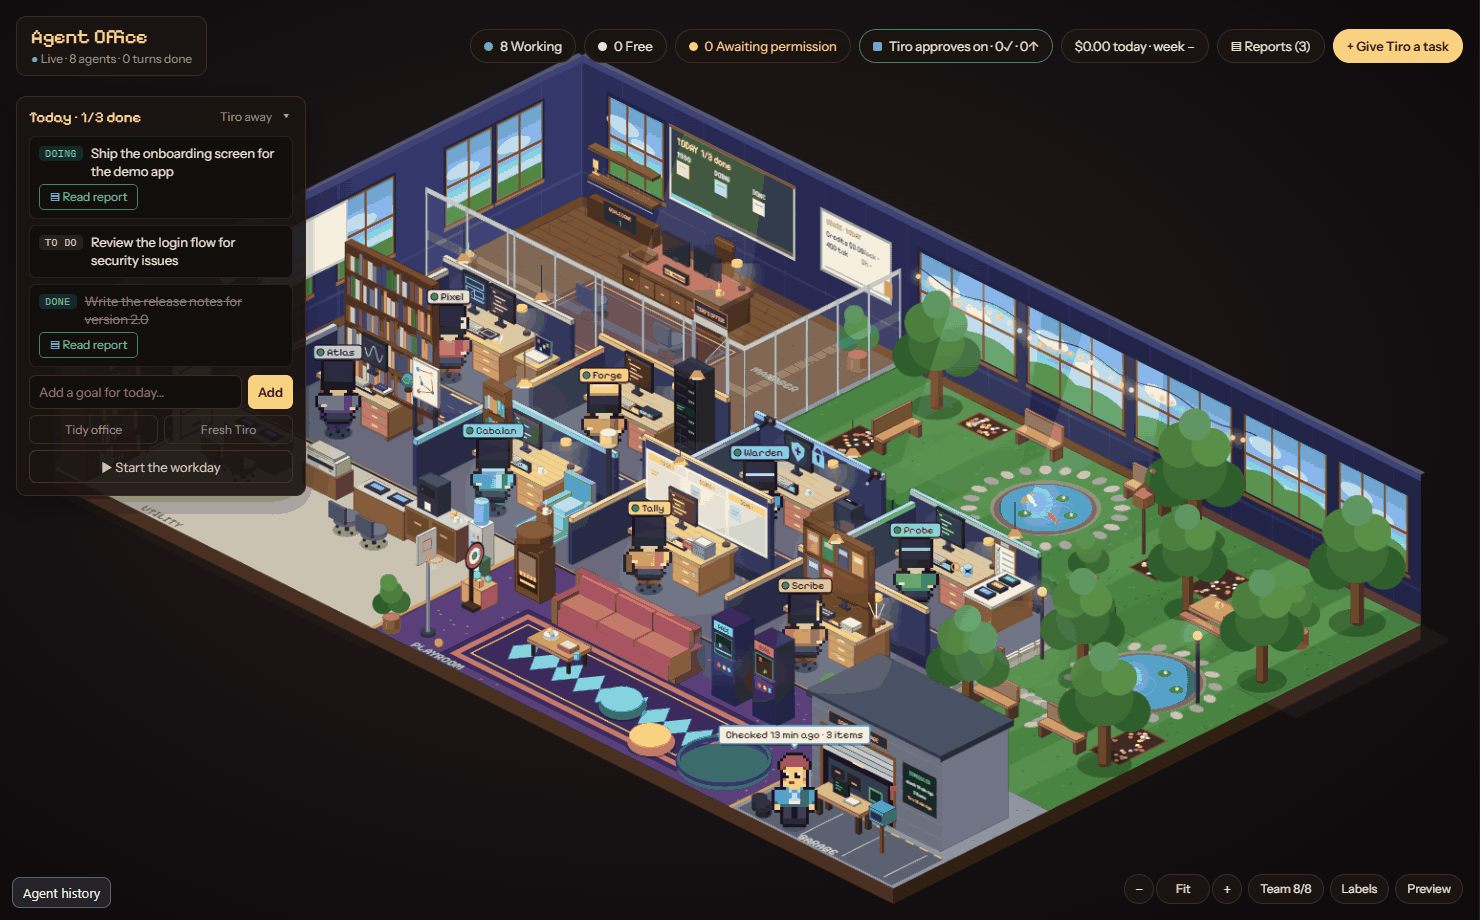 Agent Office
Live · 8 agents · 0 turns done
8 Working
0 Free
0 Awaiting permission
Tiro approves on · 0✓ · 0↑
$0.00 today · week –
Reports (3)
+ Give Tiro a task
Today · 1/3 done
Tiro away
DOING
Ship the onboarding screen for
the demo app
Read report
TO DO
Review the login flow for
security issues
DONE
Write the release notes for
version 2.0
Read report
Add a goal for today...
Add
Tidy office
Fresh Tiro
▶ Start the workday
TODAY 1/3 done
TODO
DOING
DONE
Pixel
Atlas
Forge
Cabalan
Warden
Tally
Probe
Scribe
UTILITY
PLAYROOM
Checked 13 min ago · 3 items
GARAGE
Agent history
–
Fit
+
Team 8/8
Labels
Preview